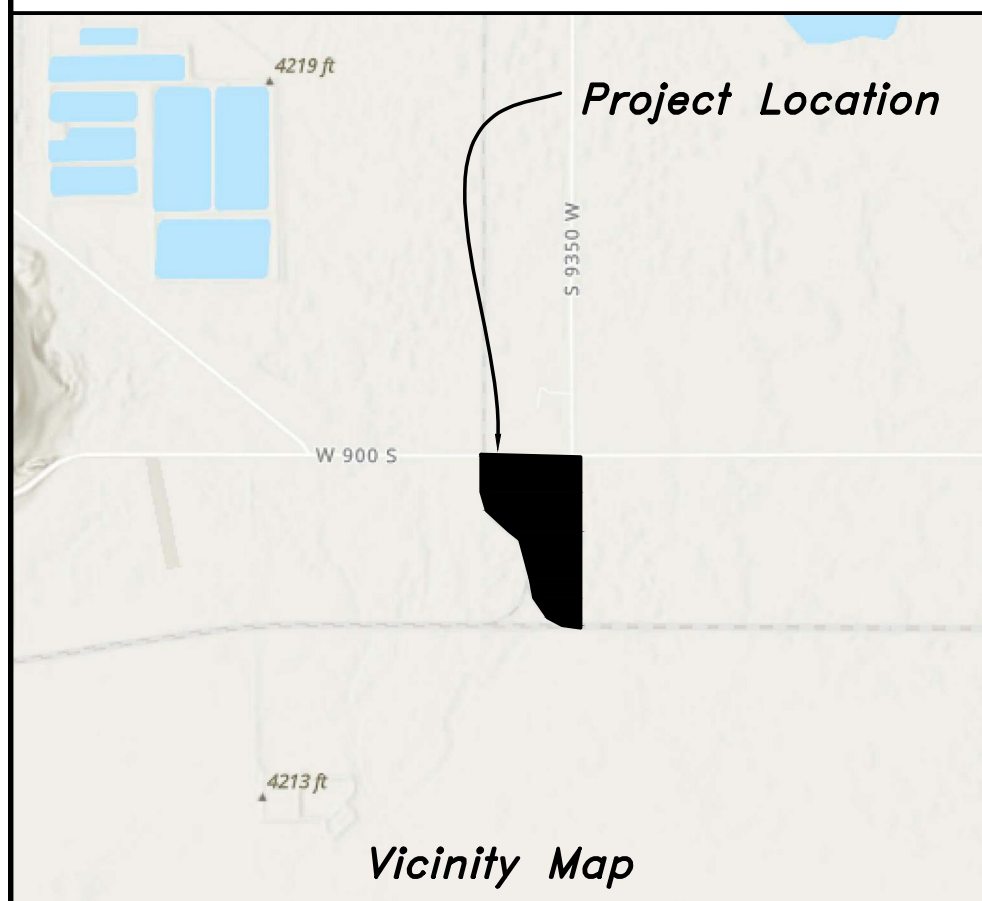 4219 ft
Project Location
S 9350 W
W 900 S
4213 ft
Vicinity Map